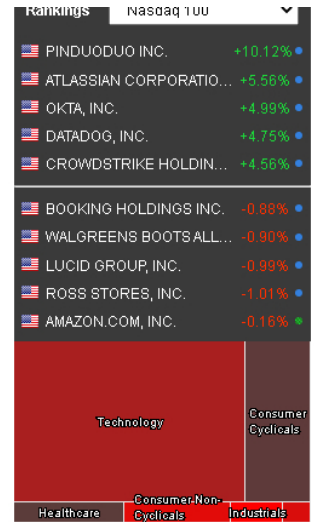 Rankings Nasdaq 100
PINDUODUO INC. +10.12%
ATLASSIAN CORPORATIO... +5.56%
OKTA, INC. +4.99%
DATADOG, INC. +4.75%
CROWDSTRIKE HOLDIN... +4.56%
BOOKING HOLDINGS INC. -0.88%
WALGREENS BOOTS ALL... -0.90%
LUCID GROUP, INC. -0.99%
ROSS STORES, INC. -1.01%
AMAZON.COM, INC. -0.16%
Technology
Consumer
Cyclicals
Healthcare
Consumer Non-
Cyclicals
Industrials